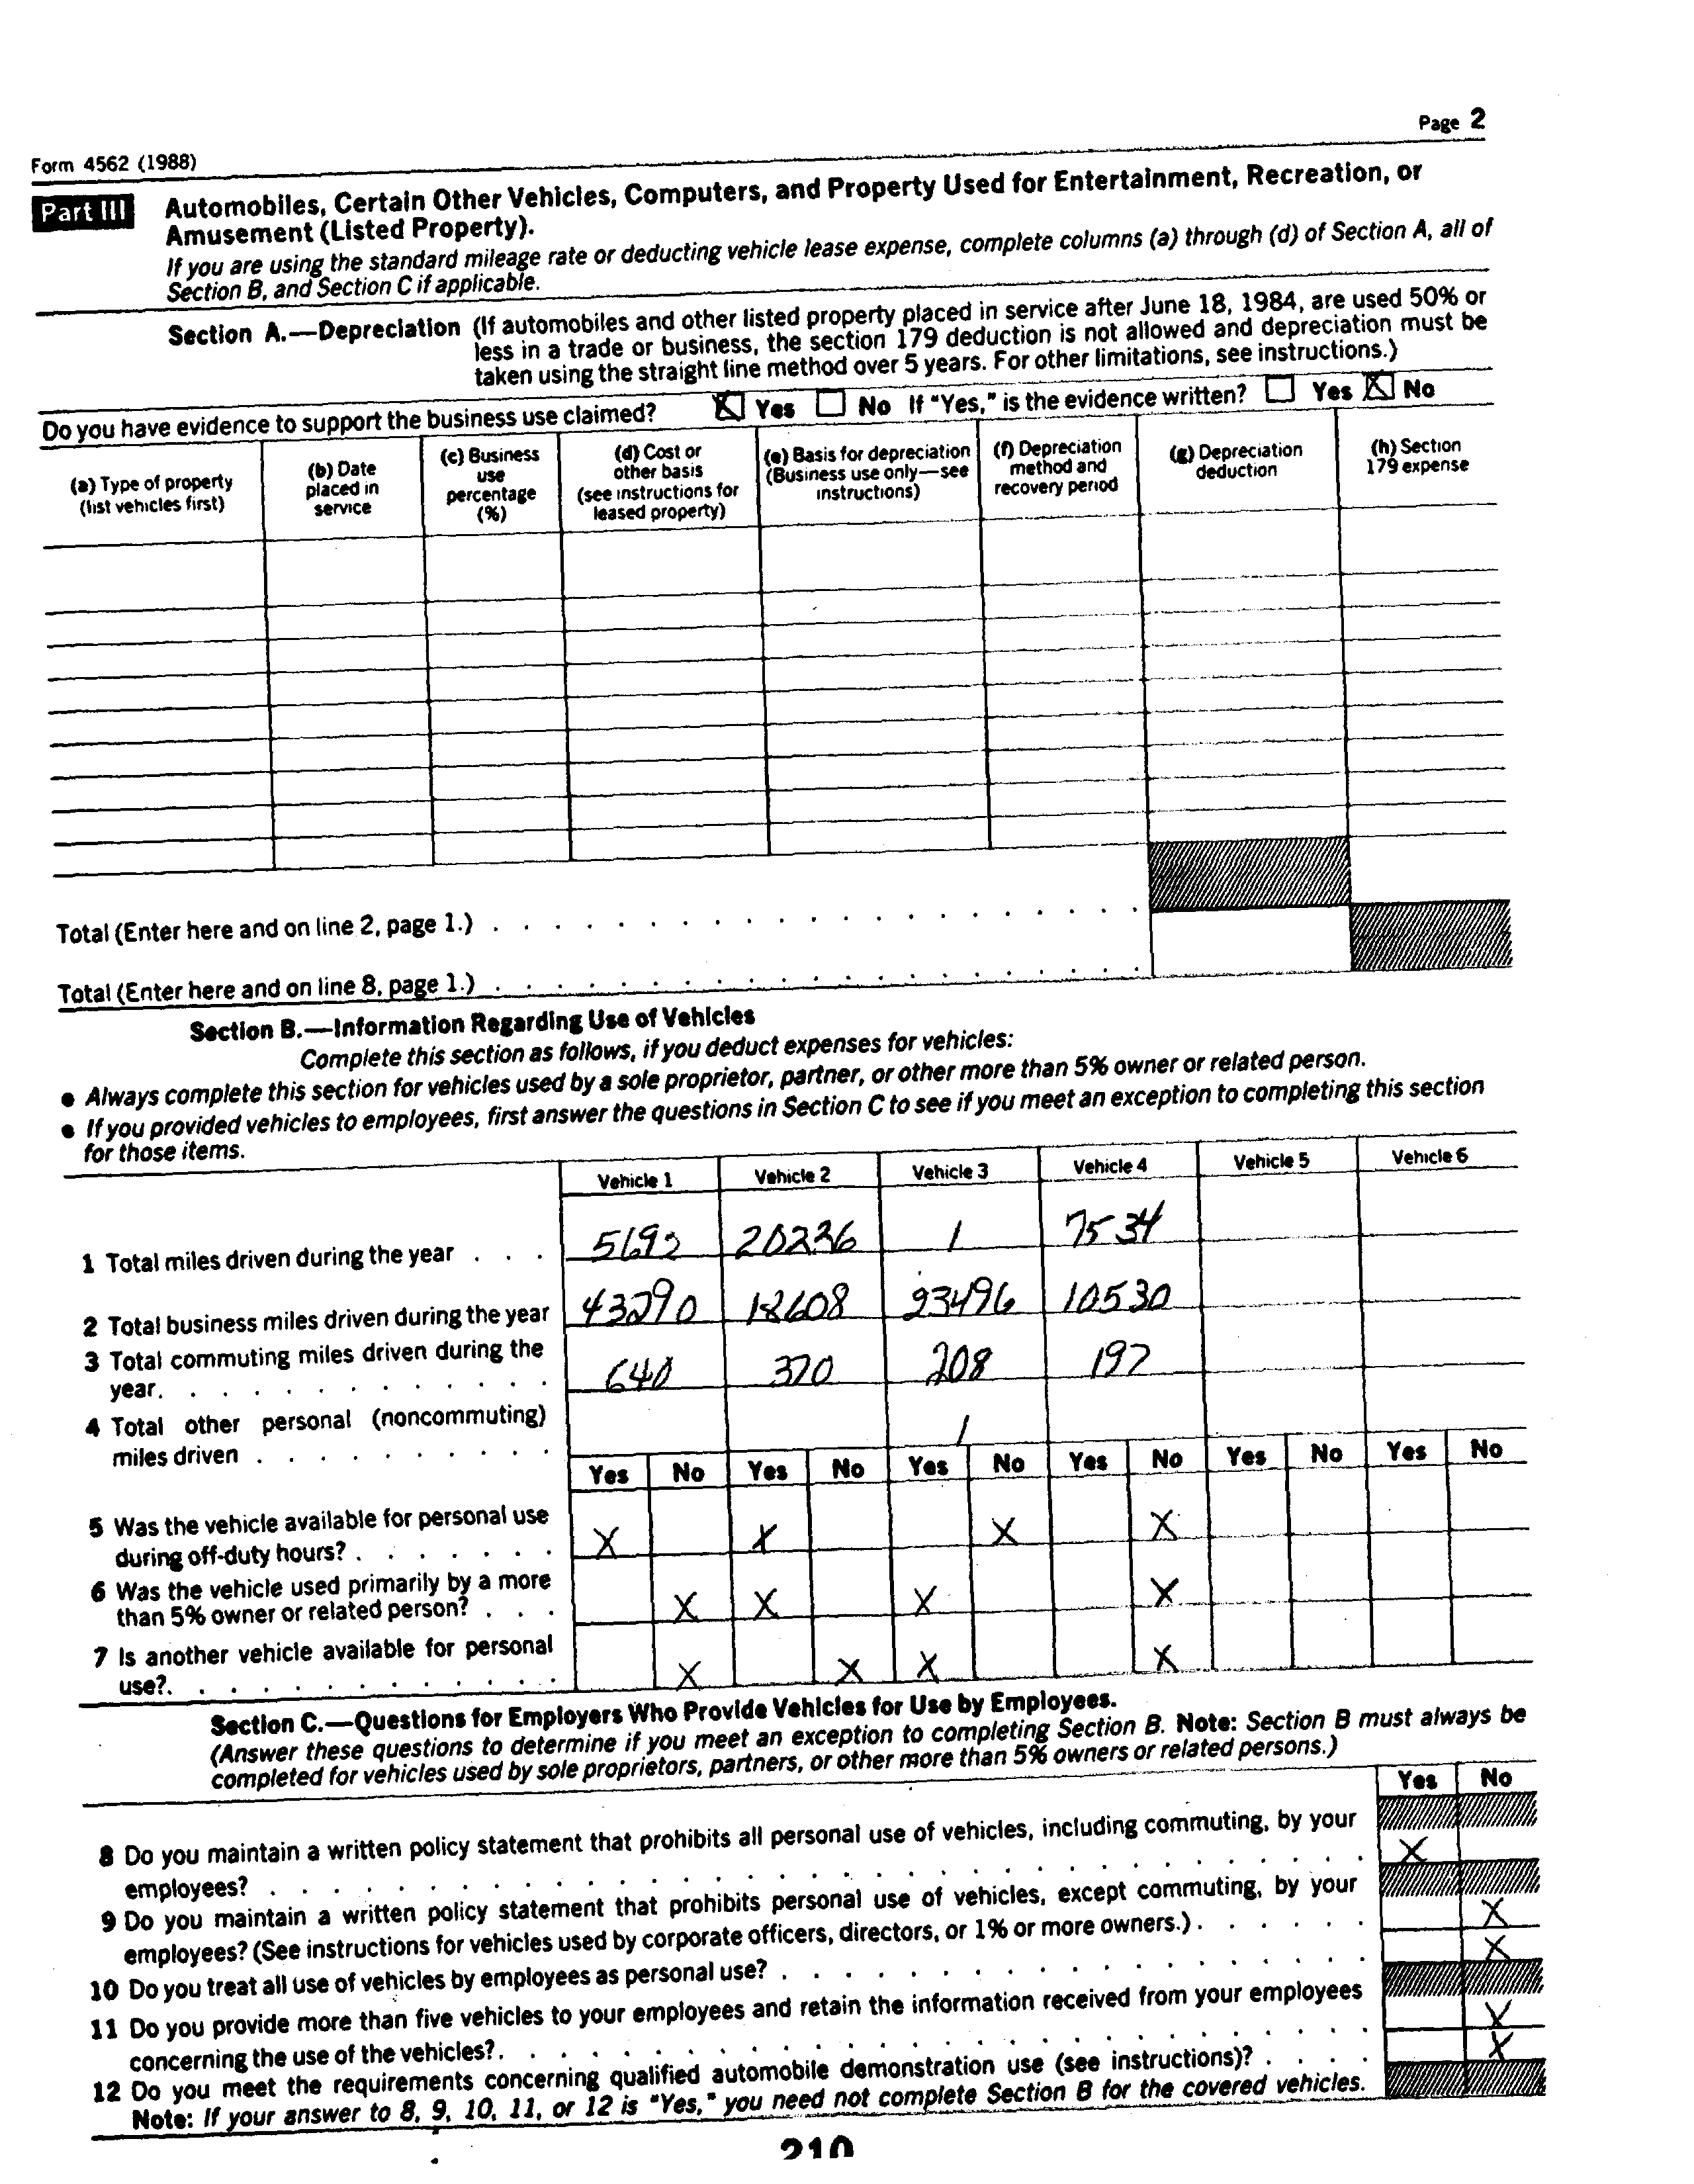 Page 2
Form 4562 (1988)
Part III Automobiles, Certain Other Vehicles, Computers, and Property Used for Entertainment, Recreation, or
Amusement (Listed Property).
If you are using the standard mileage rate or deducting vehicle lease expense, complete columns (a) through (d) of Section A, all of
Section B, and Section C if applicable.
Section A.—Depreciation (If automobiles and other listed property placed in service after June 18, 1984, are used 50% or
less in a trade or business, the section 179 deduction is not allowed and depreciation must be
taken using the straight line method over 5 years. For other limitations, see instructions.)
Do you have evidence to support the business use claimed? X Yes No If "Yes," is the evidence written? Yes X No
(a) Type of property
(list vehicles first)
(b) Date
placed in
service
(c) Business
use
percentage
(%)
(d) Cost or
other basis
(see instructions for
leased property)
(e) Basis for depreciation
(Business use only—see
instructions)
(f) Depreciation
method and
recovery period
(g) Depreciation
deduction
(h) Section
179 expense
Total (Enter here and on line 2, page 1.) . . . . . . . . . . . . . . . . . . . . .
Total (Enter here and on line 8, page 1.) . . . . . . . . . . . . . . . . . . . . .
Section B.—Information Regarding Use of Vehicles
Complete this section as follows, if you deduct expenses for vehicles:
● Always complete this section for vehicles used by a sole proprietor, partner, or other more than 5% owner or related person.
● If you provided vehicles to employees, first answer the questions in Section C to see if you meet an exception to completing this section
for those items.
Vehicle 1 Vehicle 2 Vehicle 3 Vehicle 4 Vehicle 5 Vehicle 6
1 Total miles driven during the year . . . 5692 20236 1 7534
2 Total business miles driven during the year 43290 18608 23496 10530
3 Total commuting miles driven during the
year. . . . . . . . . . . . . 640 370 208 197
4 Total other personal (noncommuting)
miles driven . . . . . . . . . . 1
Yes No Yes No Yes No Yes No Yes No Yes No
5 Was the vehicle available for personal use
during off-duty hours? . . . . . . . X X X X
6 Was the vehicle used primarily by a more
than 5% owner or related person? . . . X X X X
7 Is another vehicle available for personal
use?. . . . . . . . . . . . . X X X X
Section C.—Questions for Employers Who Provide Vehicles for Use by Employees.
(Answer these questions to determine if you meet an exception to completing Section B. Note: Section B must always be
completed for vehicles used by sole proprietors, partners, or other more than 5% owners or related persons.)
Yes No
8 Do you maintain a written policy statement that prohibits all personal use of vehicles, including commuting, by your
employees? . . . . . . . . . . . . . . . . . . . . . . . . . . . . . . . . . . . X
9 Do you maintain a written policy statement that prohibits personal use of vehicles, except commuting, by your
employees? (See instructions for vehicles used by corporate officers, directors, or 1% or more owners.) . . . . . . X
10 Do you treat all use of vehicles by employees as personal use? . . . . . . . . . . . . . . . . . . . X
11 Do you provide more than five vehicles to your employees and retain the information received from your employees
concerning the use of the vehicles?. . . . . . . . . . . . . . . . . . . . . . . . . . . . X
12 Do you meet the requirements concerning qualified automobile demonstration use (see instructions)? . . . . X
Note: If your answer to 8, 9, 10, 11, or 12 is "Yes," you need not complete Section B for the covered vehicles.
210